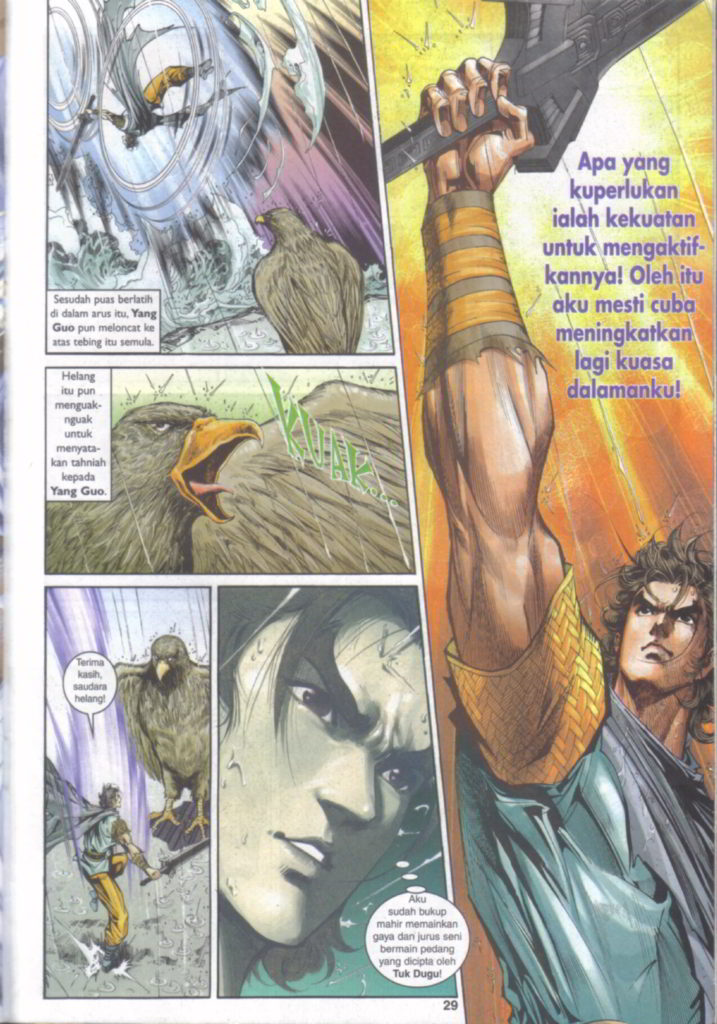 Sesudah puas berlatih
di dalam arus itu, Yang
Guo pun meloncat ke
atas tebing itu semula.
Helang
itu pun
menguak-
nguak
untuk
menyata-
kan tahniah
kepada
Yang Guo.
KUAK...
Terima
kasih,
saudara
helang!
Aku
sudah bukup
mahir memainkan
gaya dan jurus seni
bermain pedang
yang dicipta oleh
Tuk Dugu!
Apa yang
kuperlukan
ialah kekuatan
untuk mengaktif-
kannya! Oleh itu
aku mesti cuba
meningkatkan
lagi kuasa
dalamanku!
29